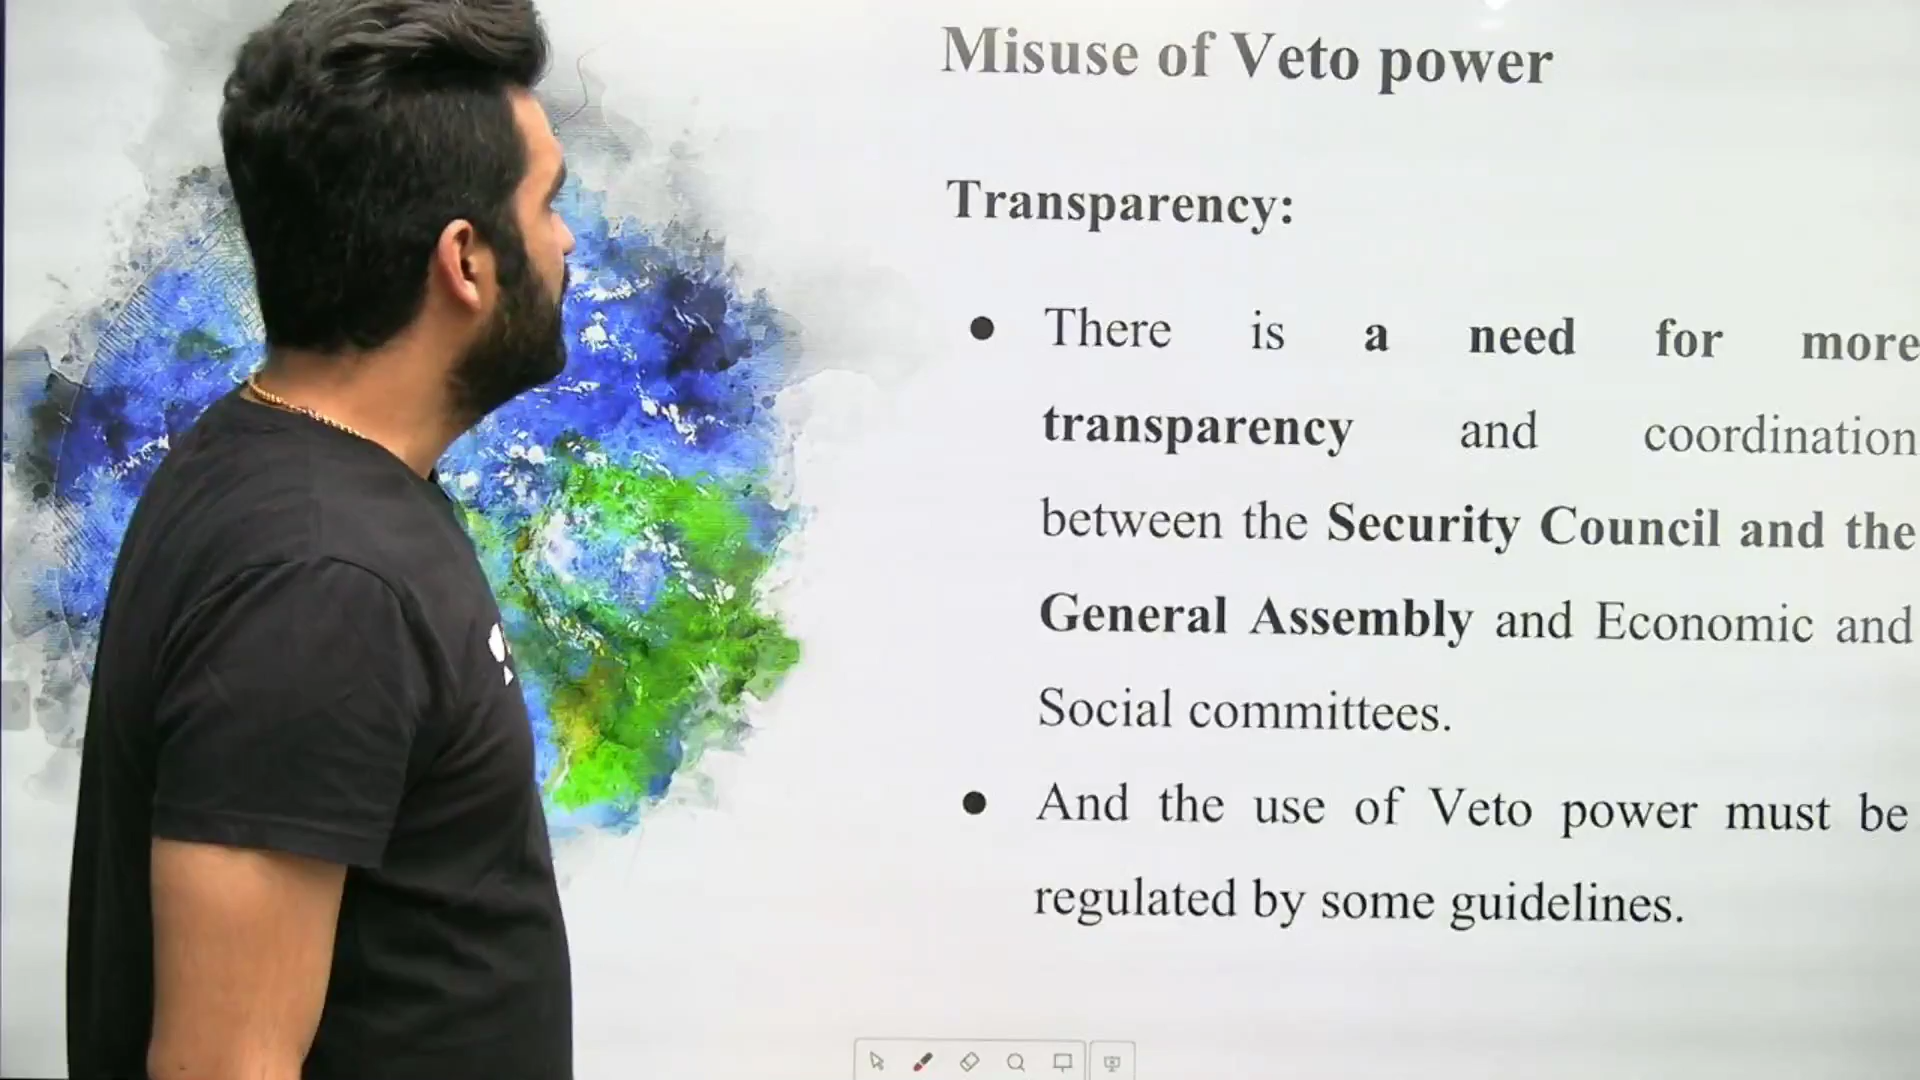 Misuse of Veto power
Transparency:
● There is a need for more
transparency and coordination
between the Security Council and the
General Assembly and Economic and
Social committees.
● And the use of Veto power must be
regulated by some guidelines.